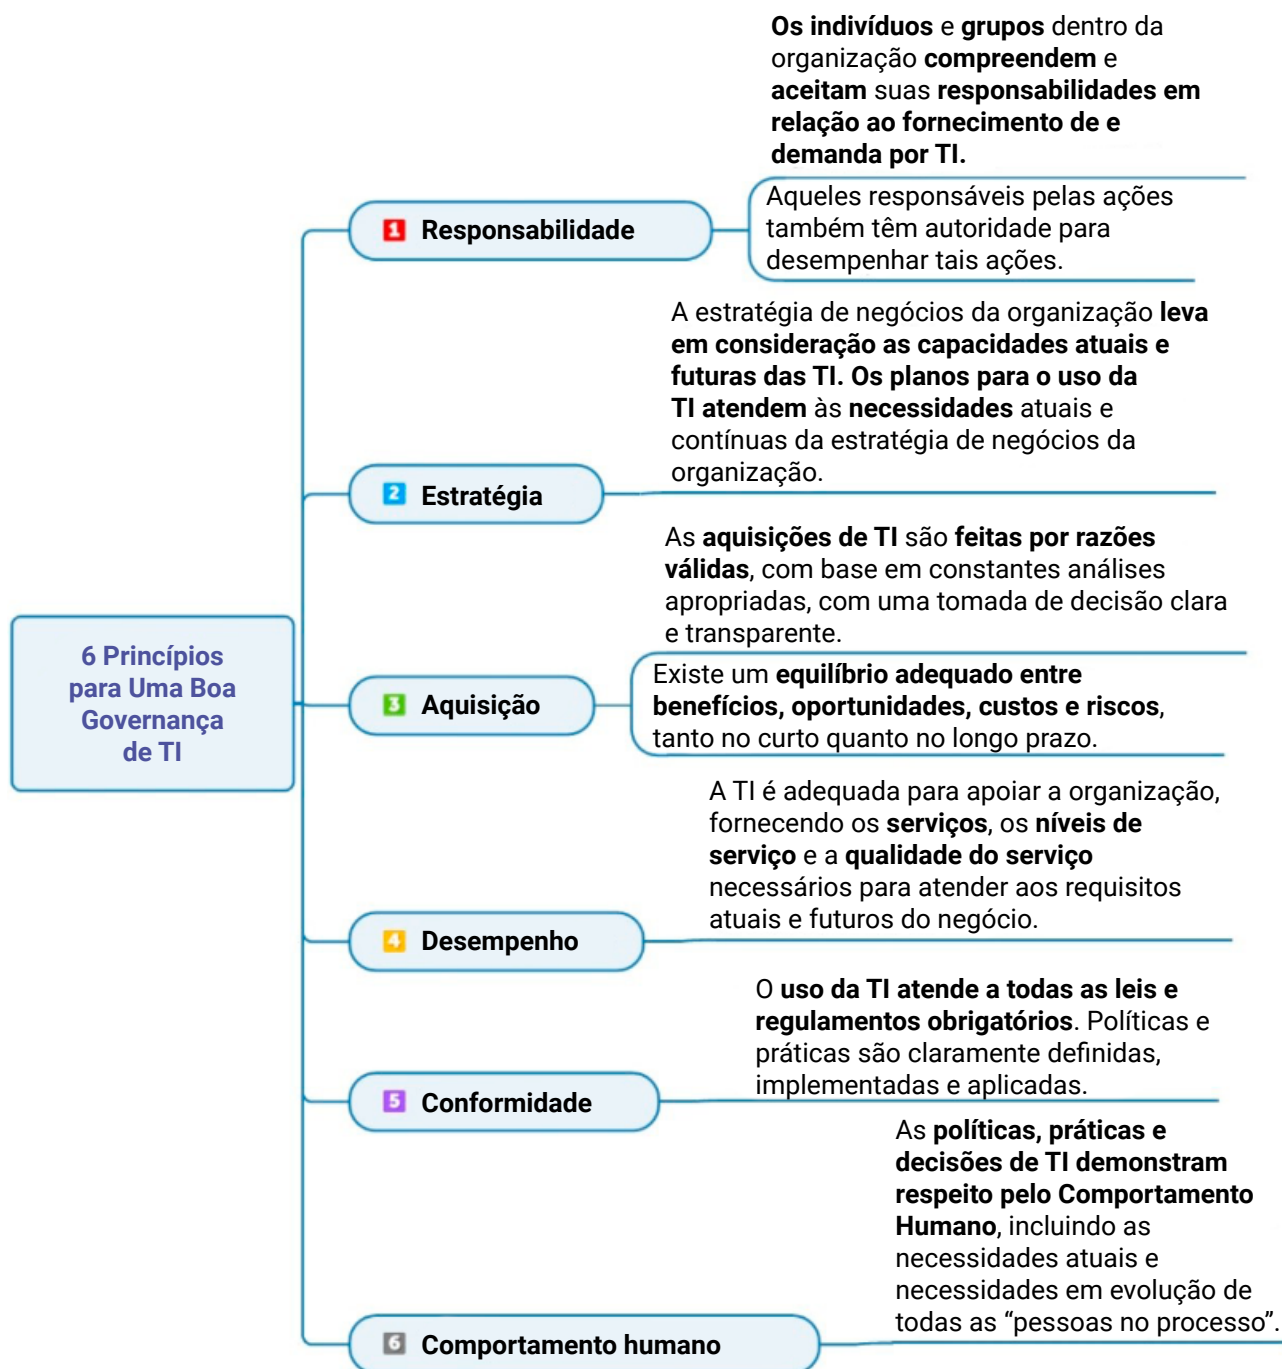 6 Princípios
para Uma Boa
Governança
de TI
1 Responsabilidade
Os indivíduos e grupos dentro da
organização compreendem e
aceitam suas responsabilidades em
relação ao fornecimento de e
demanda por TI.
Aqueles responsáveis pelas ações
também têm autoridade para
desempenhar tais ações.
2 Estratégia
A estratégia de negócios da organização leva
em consideração as capacidades atuais e
futuras das TI. Os planos para o uso da
TI atendem às necessidades atuais e
contínuas da estratégia de negócios da
organização.
3 Aquisição
As aquisições de TI são feitas por razões
válidas, com base em constantes análises
apropriadas, com uma tomada de decisão clara
e transparente.
Existe um equilíbrio adequado entre
benefícios, oportunidades, custos e riscos,
tanto no curto quanto no longo prazo.
4 Desempenho
A TI é adequada para apoiar a organização,
fornecendo os serviços, os níveis de
serviço e a qualidade do serviço
necessários para atender aos requisitos
atuais e futuros do negócio.
5 Conformidade
O uso da TI atende a todas as leis e
regulamentos obrigatórios. Políticas e
práticas são claramente definidas,
implementadas e aplicadas.
6 Comportamento humano
As políticas, práticas e
decisões de TI demonstram
respeito pelo Comportamento
Humano, incluindo as
necessidades atuais e
necessidades em evolução de
todas as “pessoas no processo”.